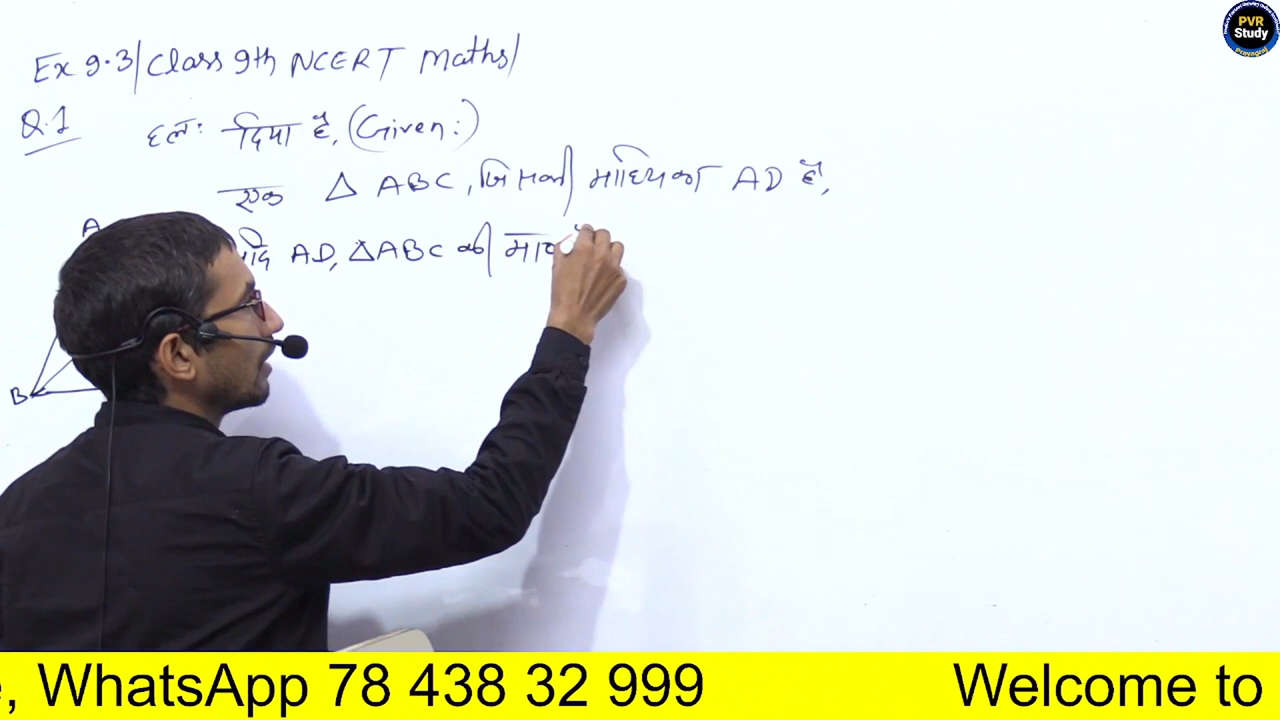 Ex 9.3/Class 9th NCERT Maths/
Q.1 हल: दिया है, (Given:)
एक △ ABC, जिसकी माध्यिका AD है,
AD, △ABC की
A
B
PVR
Study
Prayagraj
, WhatsApp 78 438 32 999 Welcome to